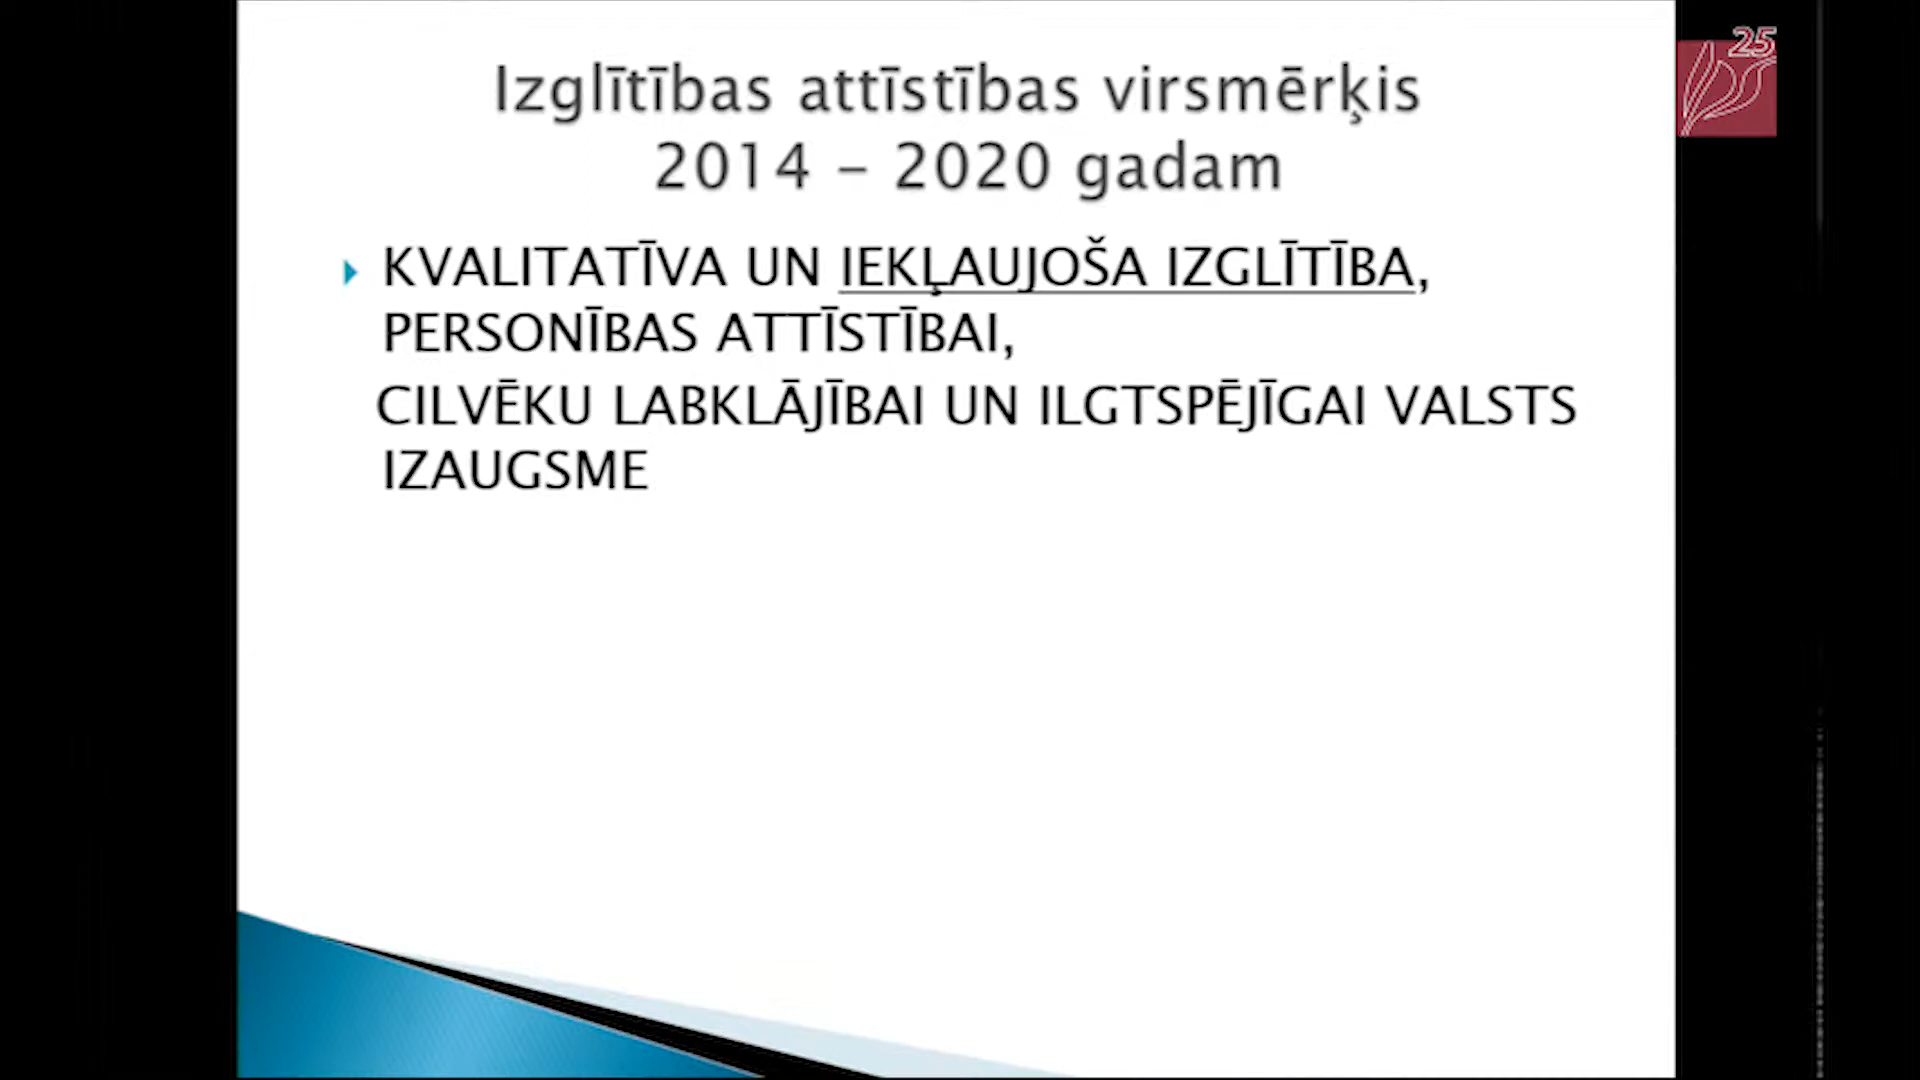 25
Izglītības attīstības virsmērķis
2014 – 2020 gadam
KVALITATĪVA UN IEKĻAUJOŠA IZGLĪTĪBA,
PERSONĪBAS ATTĪSTĪBAI,
CILVĒKU LABKLĀJĪBAI UN ILGTSPĒJĪGAI VALSTS
IZAUGSME